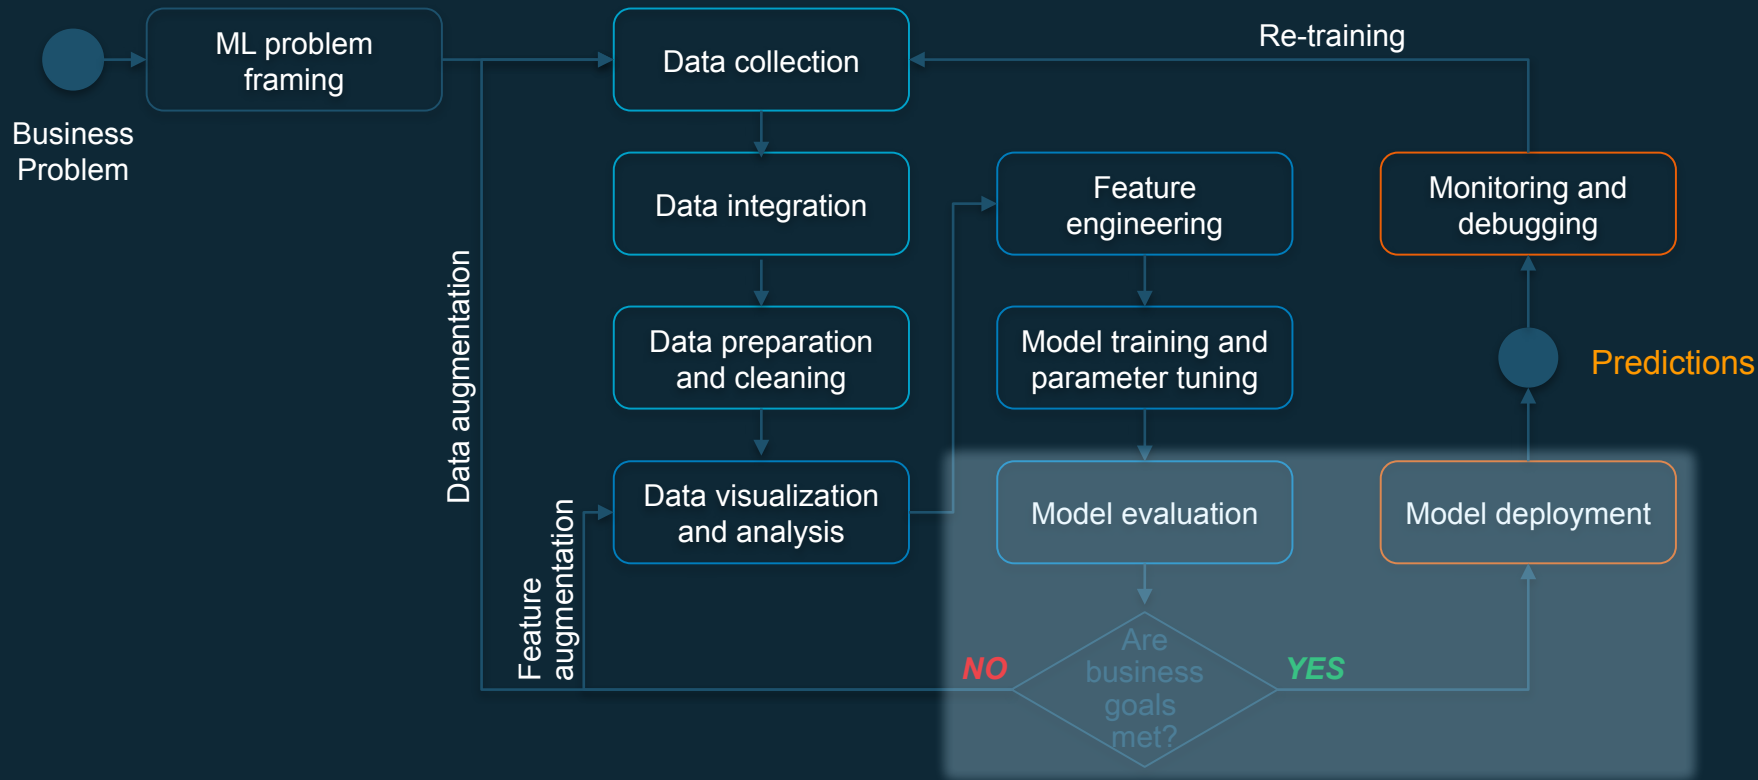 ML problem
framing
Business
Problem
Data collection
Re-training
Data integration
Feature
engineering
Monitoring and
debugging
Data augmentation
Data preparation
and cleaning
Model training and
parameter tuning
Predictions
Feature
augmentation
Data visualization
and analysis
Model evaluation
Model deployment
NO
Are
business
goals
met?
YES